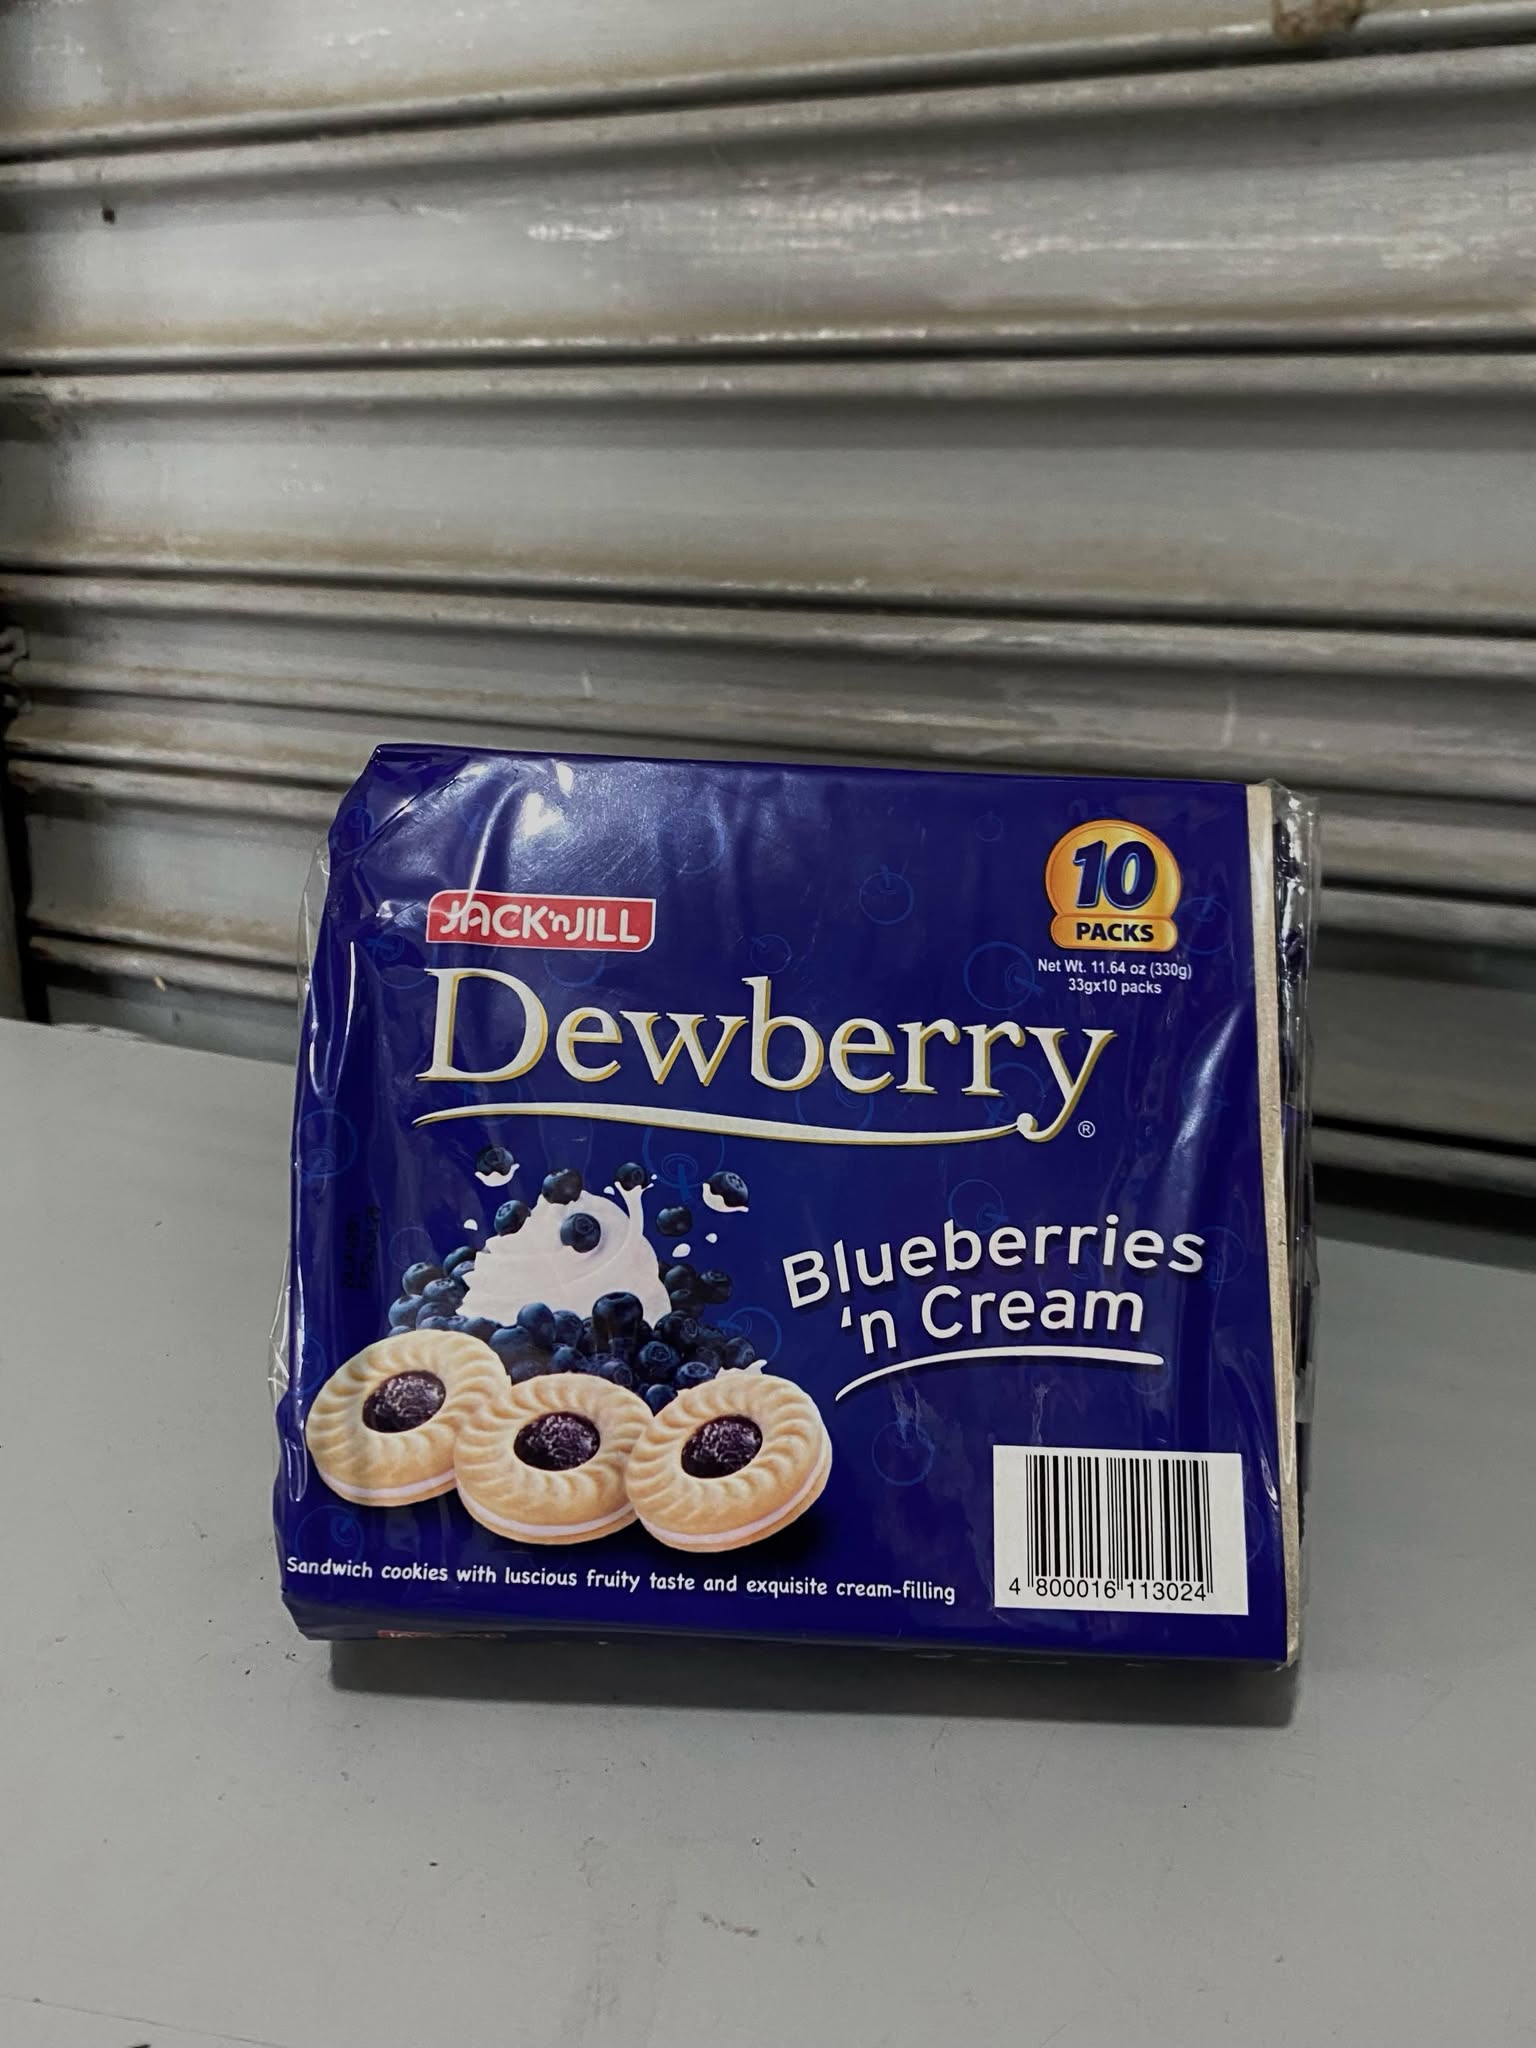 JACK 'n JILL
10
PACKS
Net Wt. 11.64 oz (330g)
33gx10 packs
Dewberry
®
Blueberries
'n Cream
Sandwich cookies with luscious fruity taste and exquisite cream-filling
4 800016 113024